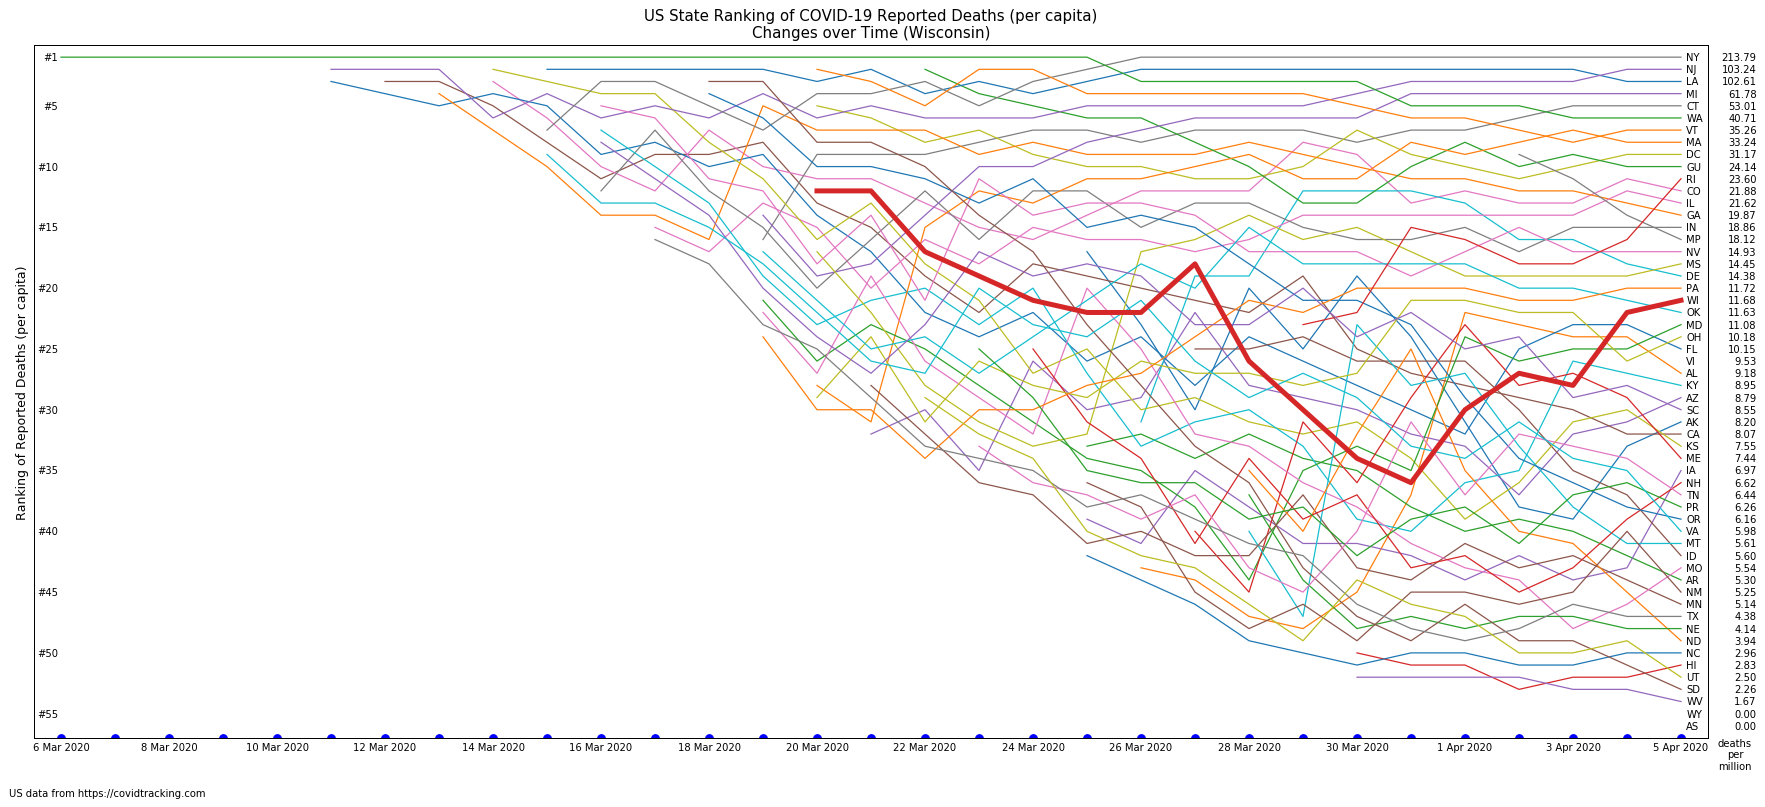 US State Ranking of COVID-19 Reported Deaths (per capita)
Changes over Time (Wisconsin)
Ranking of Reported Deaths (per capita)
#1
#5
#10
#15
#20
#25
#30
#35
#40
#45
#50
#55
NY 213.79
NJ 103.24
LA 102.61
MI 61.78
CT 53.01
WA 40.71
VT 35.26
MA 33.24
DC 31.17
GU 24.14
RI 23.60
CO 21.88
IL 21.62
GA 19.87
IN 18.86
MP 18.12
NV 14.93
MS 14.45
DE 14.38
PA 11.72
WI 11.68
OK 11.63
MD 11.08
OH 10.18
FL 10.15
VI 9.53
AL 9.18
KY 8.95
AZ 8.79
SC 8.55
AK 8.20
CA 8.07
KS 7.55
ME 7.44
IA 6.97
NH 6.62
TN 6.44
PR 6.26
OR 6.16
VA 5.98
MT 5.61
ID 5.60
MO 5.54
AR 5.30
NM 5.25
MN 5.14
TX 4.38
NE 4.14
ND 3.94
NC 2.96
HI 2.83
UT 2.50
SD 2.26
WV 1.67
WY 0.00
AS 0.00
6 Mar 2020 8 Mar 2020 10 Mar 2020 12 Mar 2020 14 Mar 2020 16 Mar 2020 18 Mar 2020 20 Mar 2020 22 Mar 2020 24 Mar 2020 26 Mar 2020 28 Mar 2020 30 Mar 2020 1 Apr 2020 3 Apr 2020 5 Apr 2020
deaths
per
million
US data from https://covidtracking.com